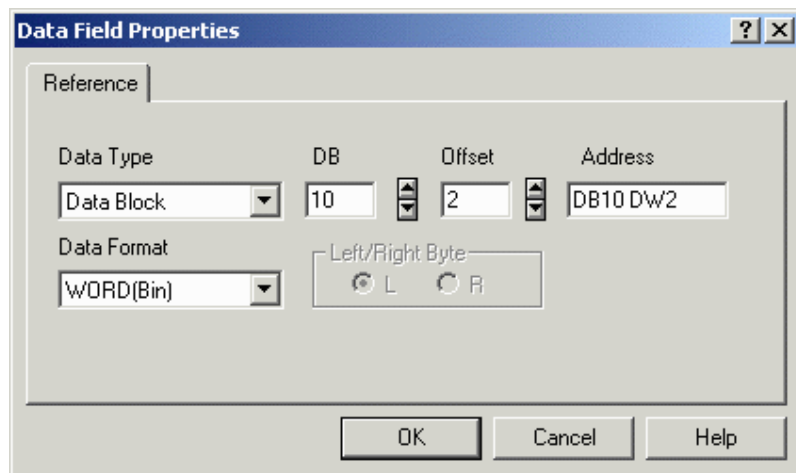 Data Field Properties
?
Reference
Data Type DB Offset Address
Data Block 10 2 DB10 DW2
Data Format Left/Right Byte
WORD(Bin) L R
OK Cancel Help